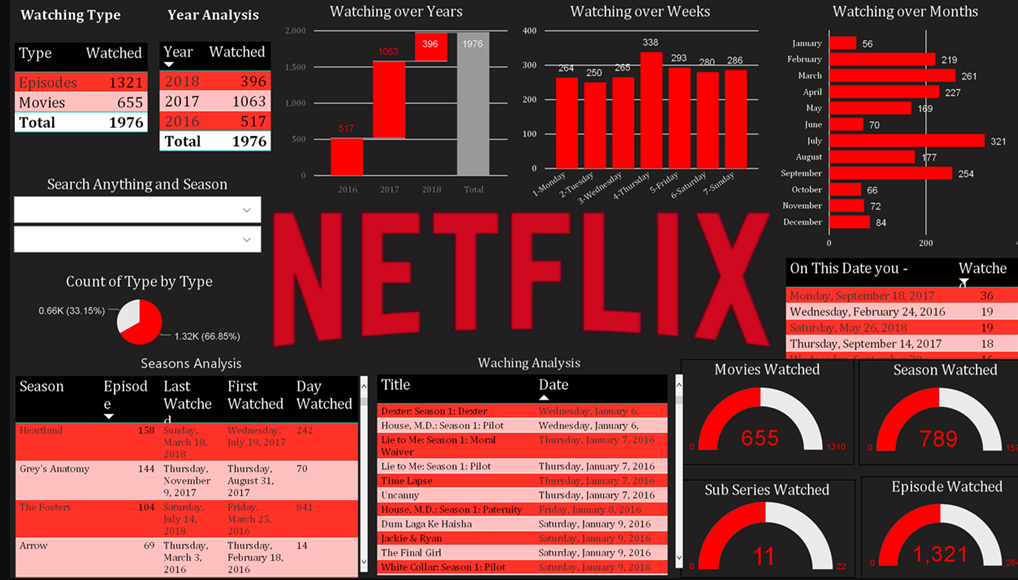 Watching Type
Type Watched
Episodes 1321
Movies 655
Total 1976
Year Analysis
Year Watched
2018 396
2017 1063
2016 517
Total 1976
Watching over Years
2,000
1,500
1,000
500
0
517
1063
396
1976
2016 2017 2018 Total
Watching over Weeks
400
300
200
100
0
264 250 265 338 293 280 286
1-Monday 2-Tuesday 3-Wednesday 4-Thursday 5-Friday 6-Saturday 7-Sunday
Watching over Months
January 56
February 219
March 261
April 227
May 169
June 70
July 321
August 177
September 254
October 66
November 72
December 84
0 200
Search Anything and Season
NETFLIX
Count of Type by Type
0.66K (33.15%)
1.32K (66.85%)
On This Date you - Watche
d
Monday, September 18, 2017 36
Wednesday, February 24, 2016 19
Saturday, May 26, 2018 19
Thursday, September 14, 2017 18
Seasons Analysis
Season Episod
e
Last
Watche
d
First
Watched
Day
Watched
Heartland 158 Sunday,
March 18,
2018
Wednesday,
July 19, 2017
242
Grey's Anatomy 144 Thursday,
November
9, 2017
Thursday,
August 31,
2017
70
The Fosters 104 Saturday,
July 14,
2018
Friday,
March 25,
2016
841
Arrow 69 Thursday,
March 3,
2016
Thursday,
February 18,
2016
14
Waching Analysis
Title Date
Dexter: Season 1: Dexter Wednesday, January 6,
House, M.D.: Season 1: Pilot Wednesday, January 6,
Lie to Me: Season 1: Moral
Waiver
Thursday, January 7, 2016
Lie to Me: Season 1: Pilot Thursday, January 7, 2016
Time Lapse Thursday, January 7, 2016
Uncanny Thursday, January 7, 2016
House, M.D.: Season 1: Paternity Friday, January 8, 2016
Dum Laga Ke Haisha Saturday, January 9, 2016
Jackie & Ryan Saturday, January 9, 2016
The Final Girl Saturday, January 9, 2016
White Collar: Season 1: Pilot Saturday, January 9, 2016
Movies Watched
655
0 1310
Season Watched
789
0
Sub Series Watched
11
0 22
Episode Watched
1,321
0